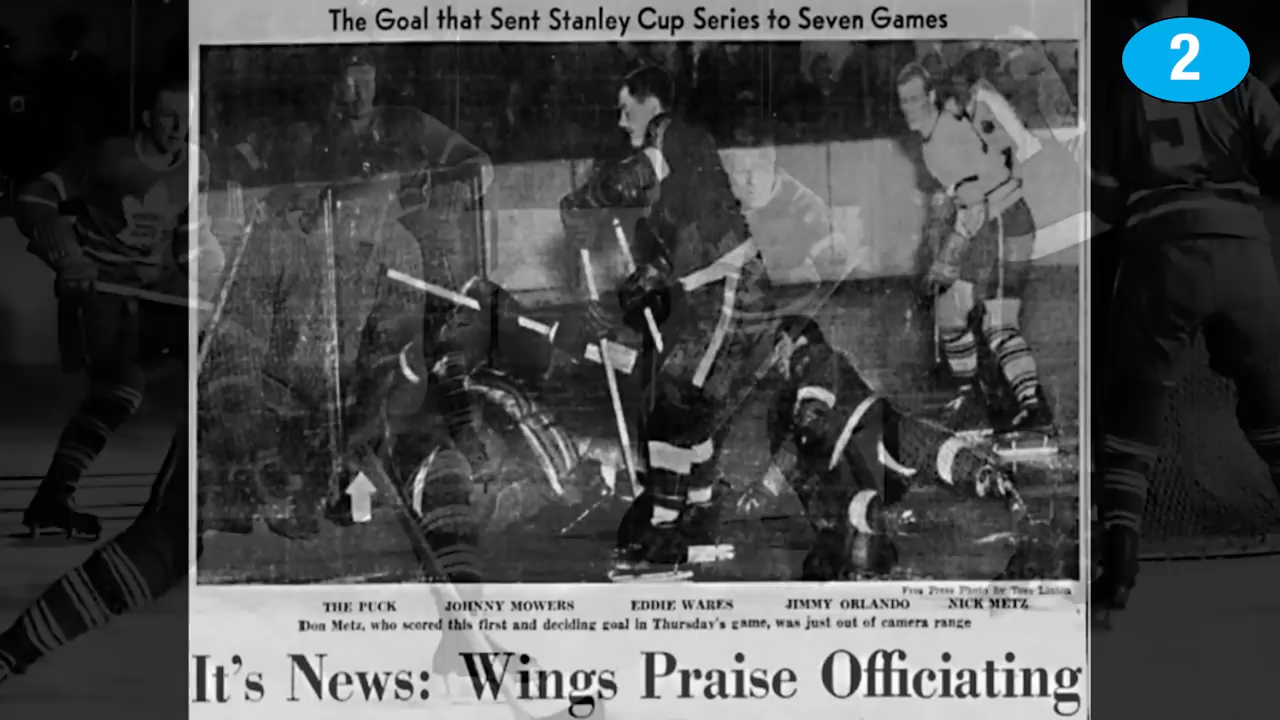 The Goal that Sent Stanley Cup Series to Seven Games
2
Free Press Photo by Tony Linton
THE PUCK JOHNNY MOWERS EDDIE WARES JIMMY ORLANDO NICK METZ
Don Metz, who scored this first and deciding goal in Thursday's game, was just out of camera range
It's News: Wings Praise Officiating